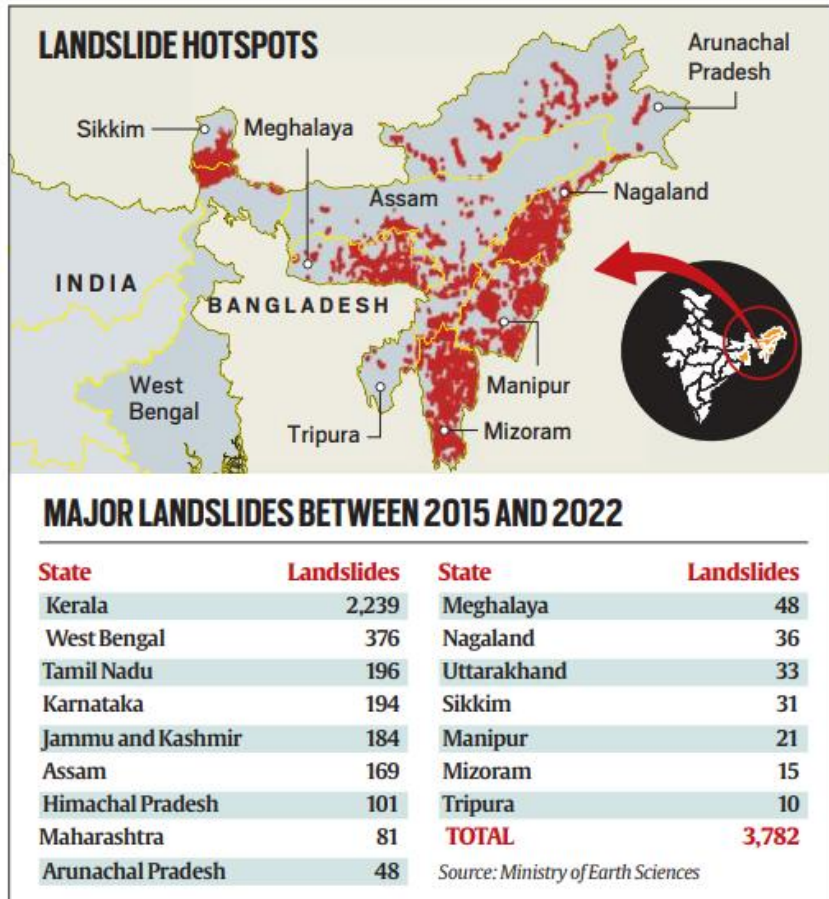 LANDSLIDE HOTSPOTS
Arunachal
Pradesh
Sikkim
Meghalaya
Assam
Nagaland
INDIA
BANGLADESH
West
Bengal
Manipur
Tripura
Mizoram
MAJOR LANDSLIDES BETWEEN 2015 AND 2022
State Landslides
Kerala 2,239
West Bengal 376
Tamil Nadu 196
Karnataka 194
Jammu and Kashmir 184
Assam 169
Himachal Pradesh 101
Maharashtra 81
Arunachal Pradesh 48
State Landslides
Meghalaya 48
Nagaland 36
Uttarakhand 33
Sikkim 31
Manipur 21
Mizoram 15
Tripura 10
TOTAL 3,782
Source: Ministry of Earth Sciences